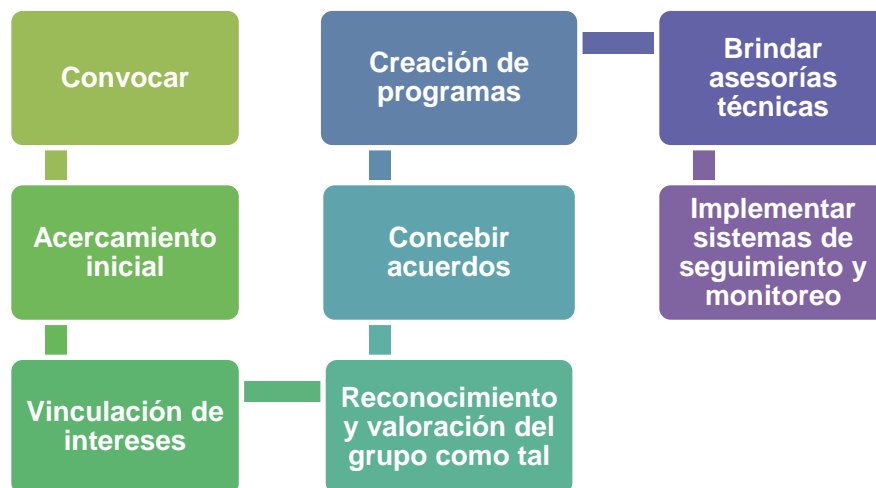 Convocar
Acercamiento
inicial
Vinculación de
intereses
Reconocimiento
y valoración del
grupo como tal
Concebir
acuerdos
Creación de
programas
Brindar
asesorías
técnicas
Implementar
sistemas de
seguimiento y
monitoreo